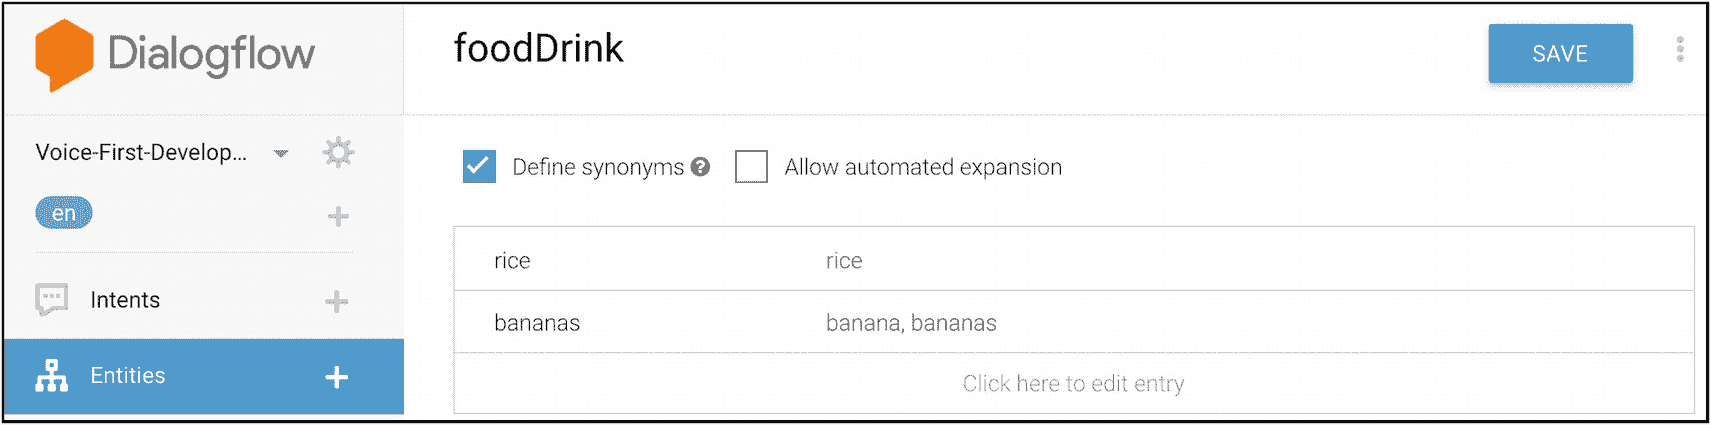 Dialogflow
foodDrink
SAVE
Voice-First-Develop...
Define synonyms ?
Allow automated expansion
en
rice rice
Intents
bananas banana, bananas
Entities
Click here to edit entry